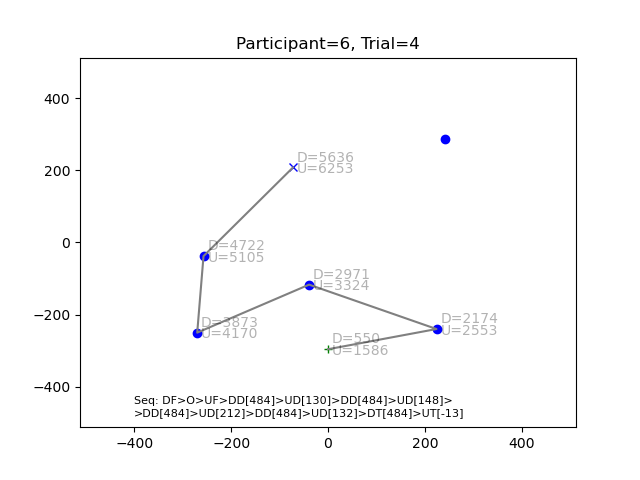 Participant=6, Trial=4
400
200
0
−200
−400
D=5636
U=6253
D=4722
U=5105
D=2971
U=3324
D=3873
U=4170
D=2174
U=2553
D=550
U=1586
Seq: DF>O>UF>DD[484]>UD[130]>DD[484]>UD[148]>
>DD[484]>UD[212]>DD[484]>UD[132]>DT[484]>UT[-13]
−400 −200 0 200 400